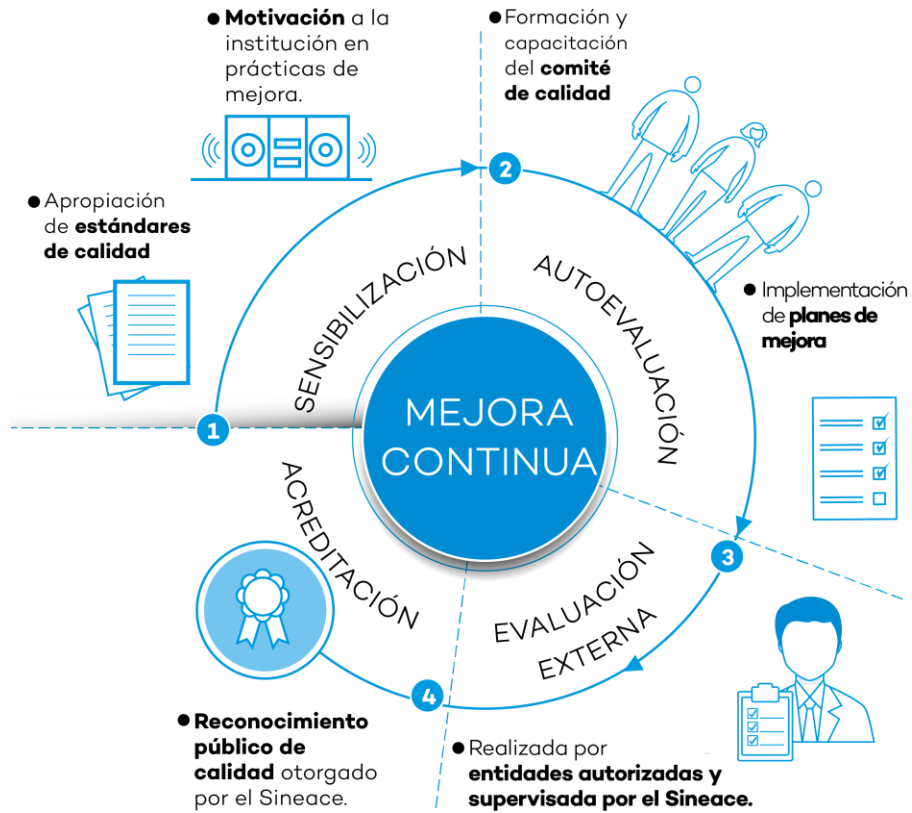 ● Motivación a la
institución en
prácticas de
mejora.
● Formación y
capacitación
del comité
de calidad
● Apropiación
de estándares
de calidad
2
SENSIBILIZACIÓN
AUTOEVALUACIÓN
● Implementación
de planes de
mejora
1
MEJORA
CONTINUA
ACREDITACIÓN
3
EVALUACIÓN
EXTERNA
4
● Reconocimiento
público de
calidad otorgado
por el Sineace.
● Realizada por
entidades autorizadas y
supervisada por el Sineace.